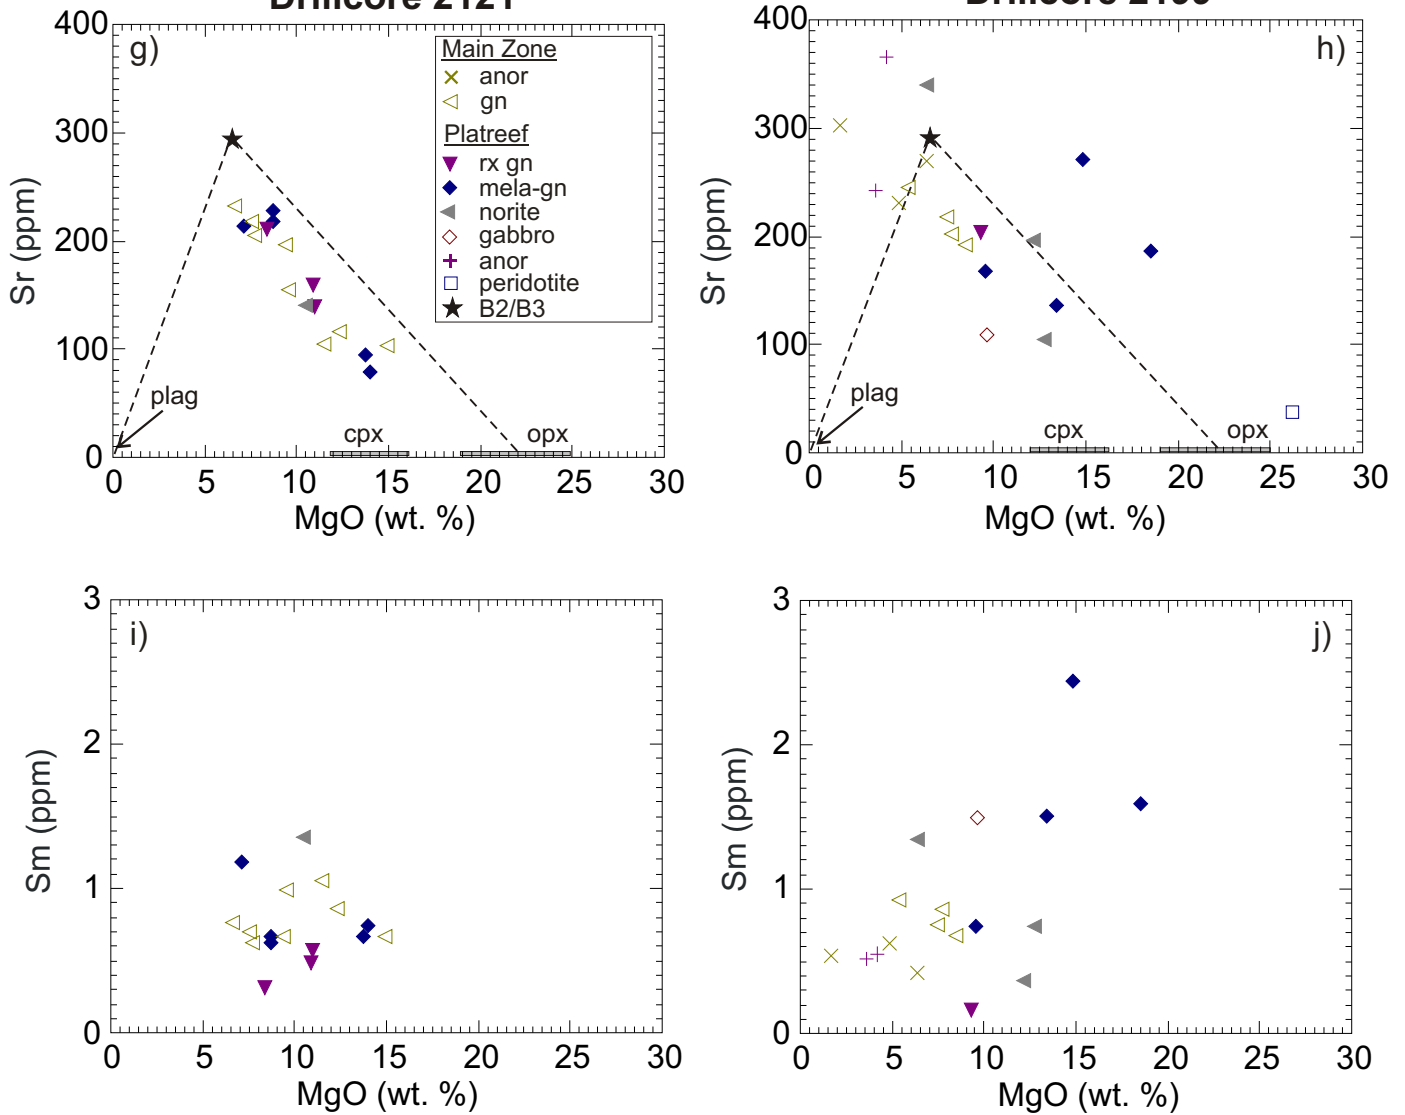 g)
400
300
200
100
0
Sr (ppm)
Main Zone
anor
gn
Platreef
rx gn
mela-gn
norite
gabbro
anor
peridotite
B2/B3
plag
cpx
opx
0 5 10 15 20 25 30
MgO (wt. %)
h)
400
300
200
100
0
Sr (ppm)
plag
cpx
opx
0 5 10 15 20 25 30
MgO (wt. %)
i)
3
2
1
0
Sm (ppm)
0 5 10 15 20 25 30
MgO (wt. %)
j)
3
2
1
0
Sm (ppm)
0 5 10 15 20 25 30
MgO (wt. %)